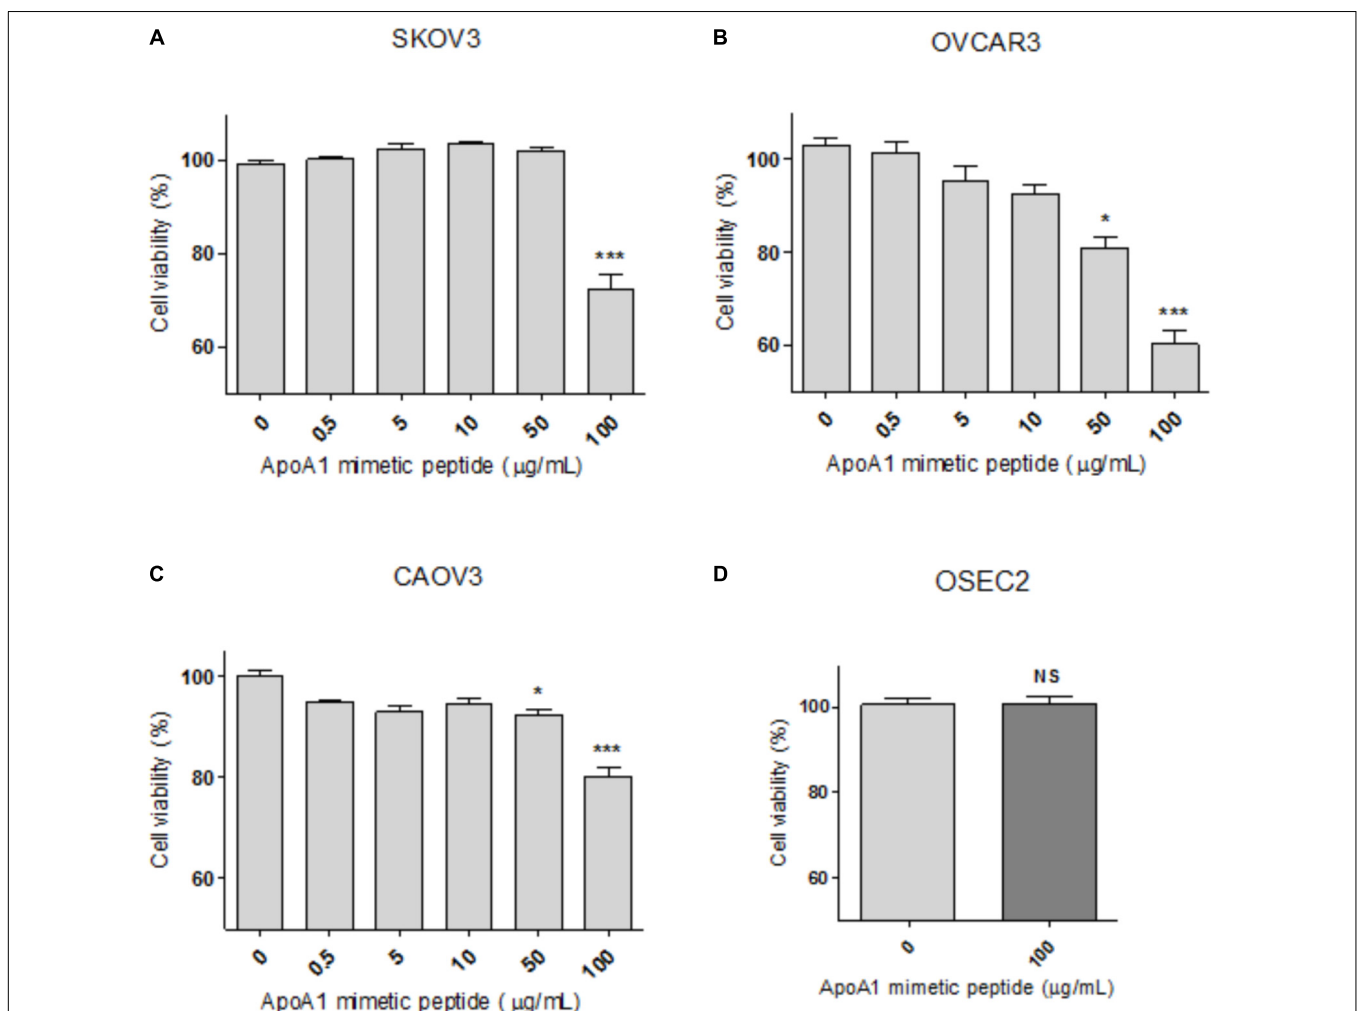 A
SKOV3
100
80
60
Cell viability (%)
***
0
0.5
5
10
50
100
ApoA1 mimetic peptide (μg/mL)
B
OVCAR3
100
80
60
Cell viability (%)
*
***
0
0.5
5
10
50
100
ApoA1 mimetic peptide (μg/mL)
C
CAOV3
100
80
60
Cell viability (%)
*
***
0
0.5
5
10
50
100
ApoA1 mimetic peptide (μg/mL)
D
OSEC2
100
80
60
Cell viability (%)
NS
0
100
ApoA1 mimetic peptide (μg/mL)